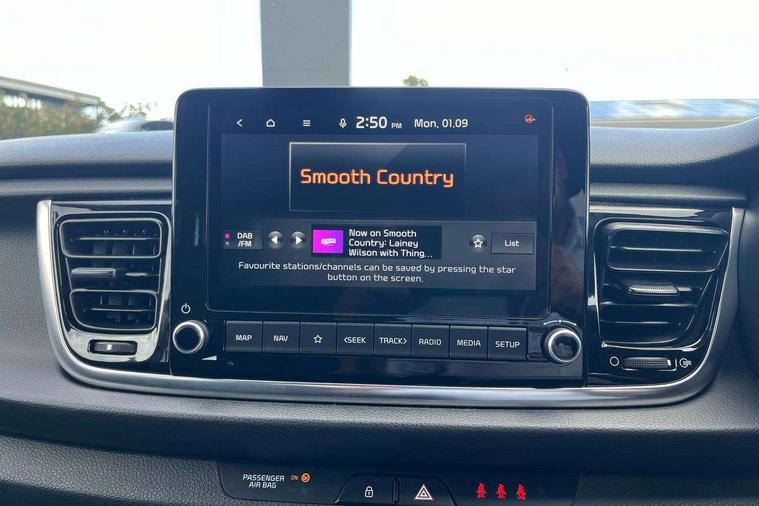 2:50 PM Mon, 01.09
Smooth Country
DAB
/FM
Now on Smooth
Country: Lainey
Wilson with Thing...
List
Favourite stations/channels can be saved by pressing the star
button on the screen.
MAP NAV <SEEK TRACK> RADIO MEDIA SETUP
PASSENGER
AIR BAG
ON